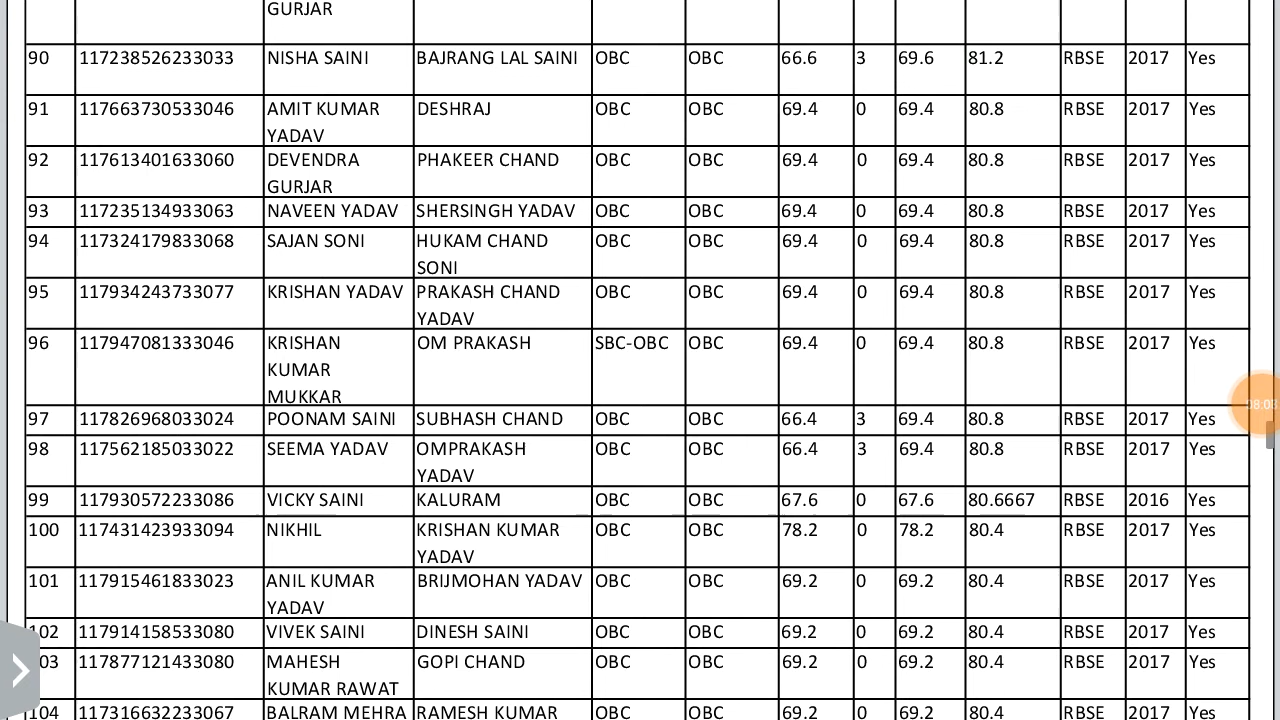 GURJAR
90 117238526233033 NISHA SAINI BAJRANG LAL SAINI OBC OBC 66.6 3 69.6 81.2 RBSE 2017 Yes
91 117663730533046 AMIT KUMAR DESHRAJ OBC OBC 69.4 0 69.4 80.8 RBSE 2017 Yes
YADAV
92 117613401633060 DEVENDRA PHAKEER CHAND OBC OBC 69.4 0 69.4 80.8 RBSE 2017 Yes
GURJAR
93 117235134933063 NAVEEN YADAV SHERSINGH YADAV OBC OBC 69.4 0 69.4 80.8 RBSE 2017 Yes
94 117324179833068 SAJAN SONI HUKAM CHAND OBC OBC 69.4 0 69.4 80.8 RBSE 2017 Yes
SONI
95 117934243733077 KRISHAN YADAV PRAKASH CHAND OBC OBC 69.4 0 69.4 80.8 RBSE 2017 Yes
YADAV
96 117947081333046 KRISHAN OM PRAKASH SBC-OBC OBC 69.4 0 69.4 80.8 RBSE 2017 Yes
KUMAR
MUKKAR
08:08
97 117826968033024 POONAM SAINI SUBHASH CHAND OBC OBC 66.4 3 69.4 80.8 RBSE 2017 Yes
98 117562185033022 SEEMA YADAV OMPRAKASH OBC OBC 66.4 3 69.4 80.8 RBSE 2017 Yes
YADAV
99 117930572233086 VICKY SAINI KALURAM OBC OBC 67.6 0 67.6 80.6667 RBSE 2016 Yes
100 117431423933094 NIKHIL KRISHAN KUMAR OBC OBC 78.2 0 78.2 80.4 RBSE 2017 Yes
YADAV
101 117915461833023 ANIL KUMAR BRIJMOHAN YADAV OBC OBC 69.2 0 69.2 80.4 RBSE 2017 Yes
YADAV
102 117914158533080 VIVEK SAINI DINESH SAINI OBC OBC 69.2 0 69.2 80.4 RBSE 2017 Yes
03 117877121433080 MAHESH GOPI CHAND OBC OBC 69.2 0 69.2 80.4 RBSE 2017 Yes
KUMAR RAWAT
104 117316632233067 BALRAM MEHRA RAMESH KUMAR OBC OBC 69.2 0 69.2 80.4 RBSE 2017 Yes